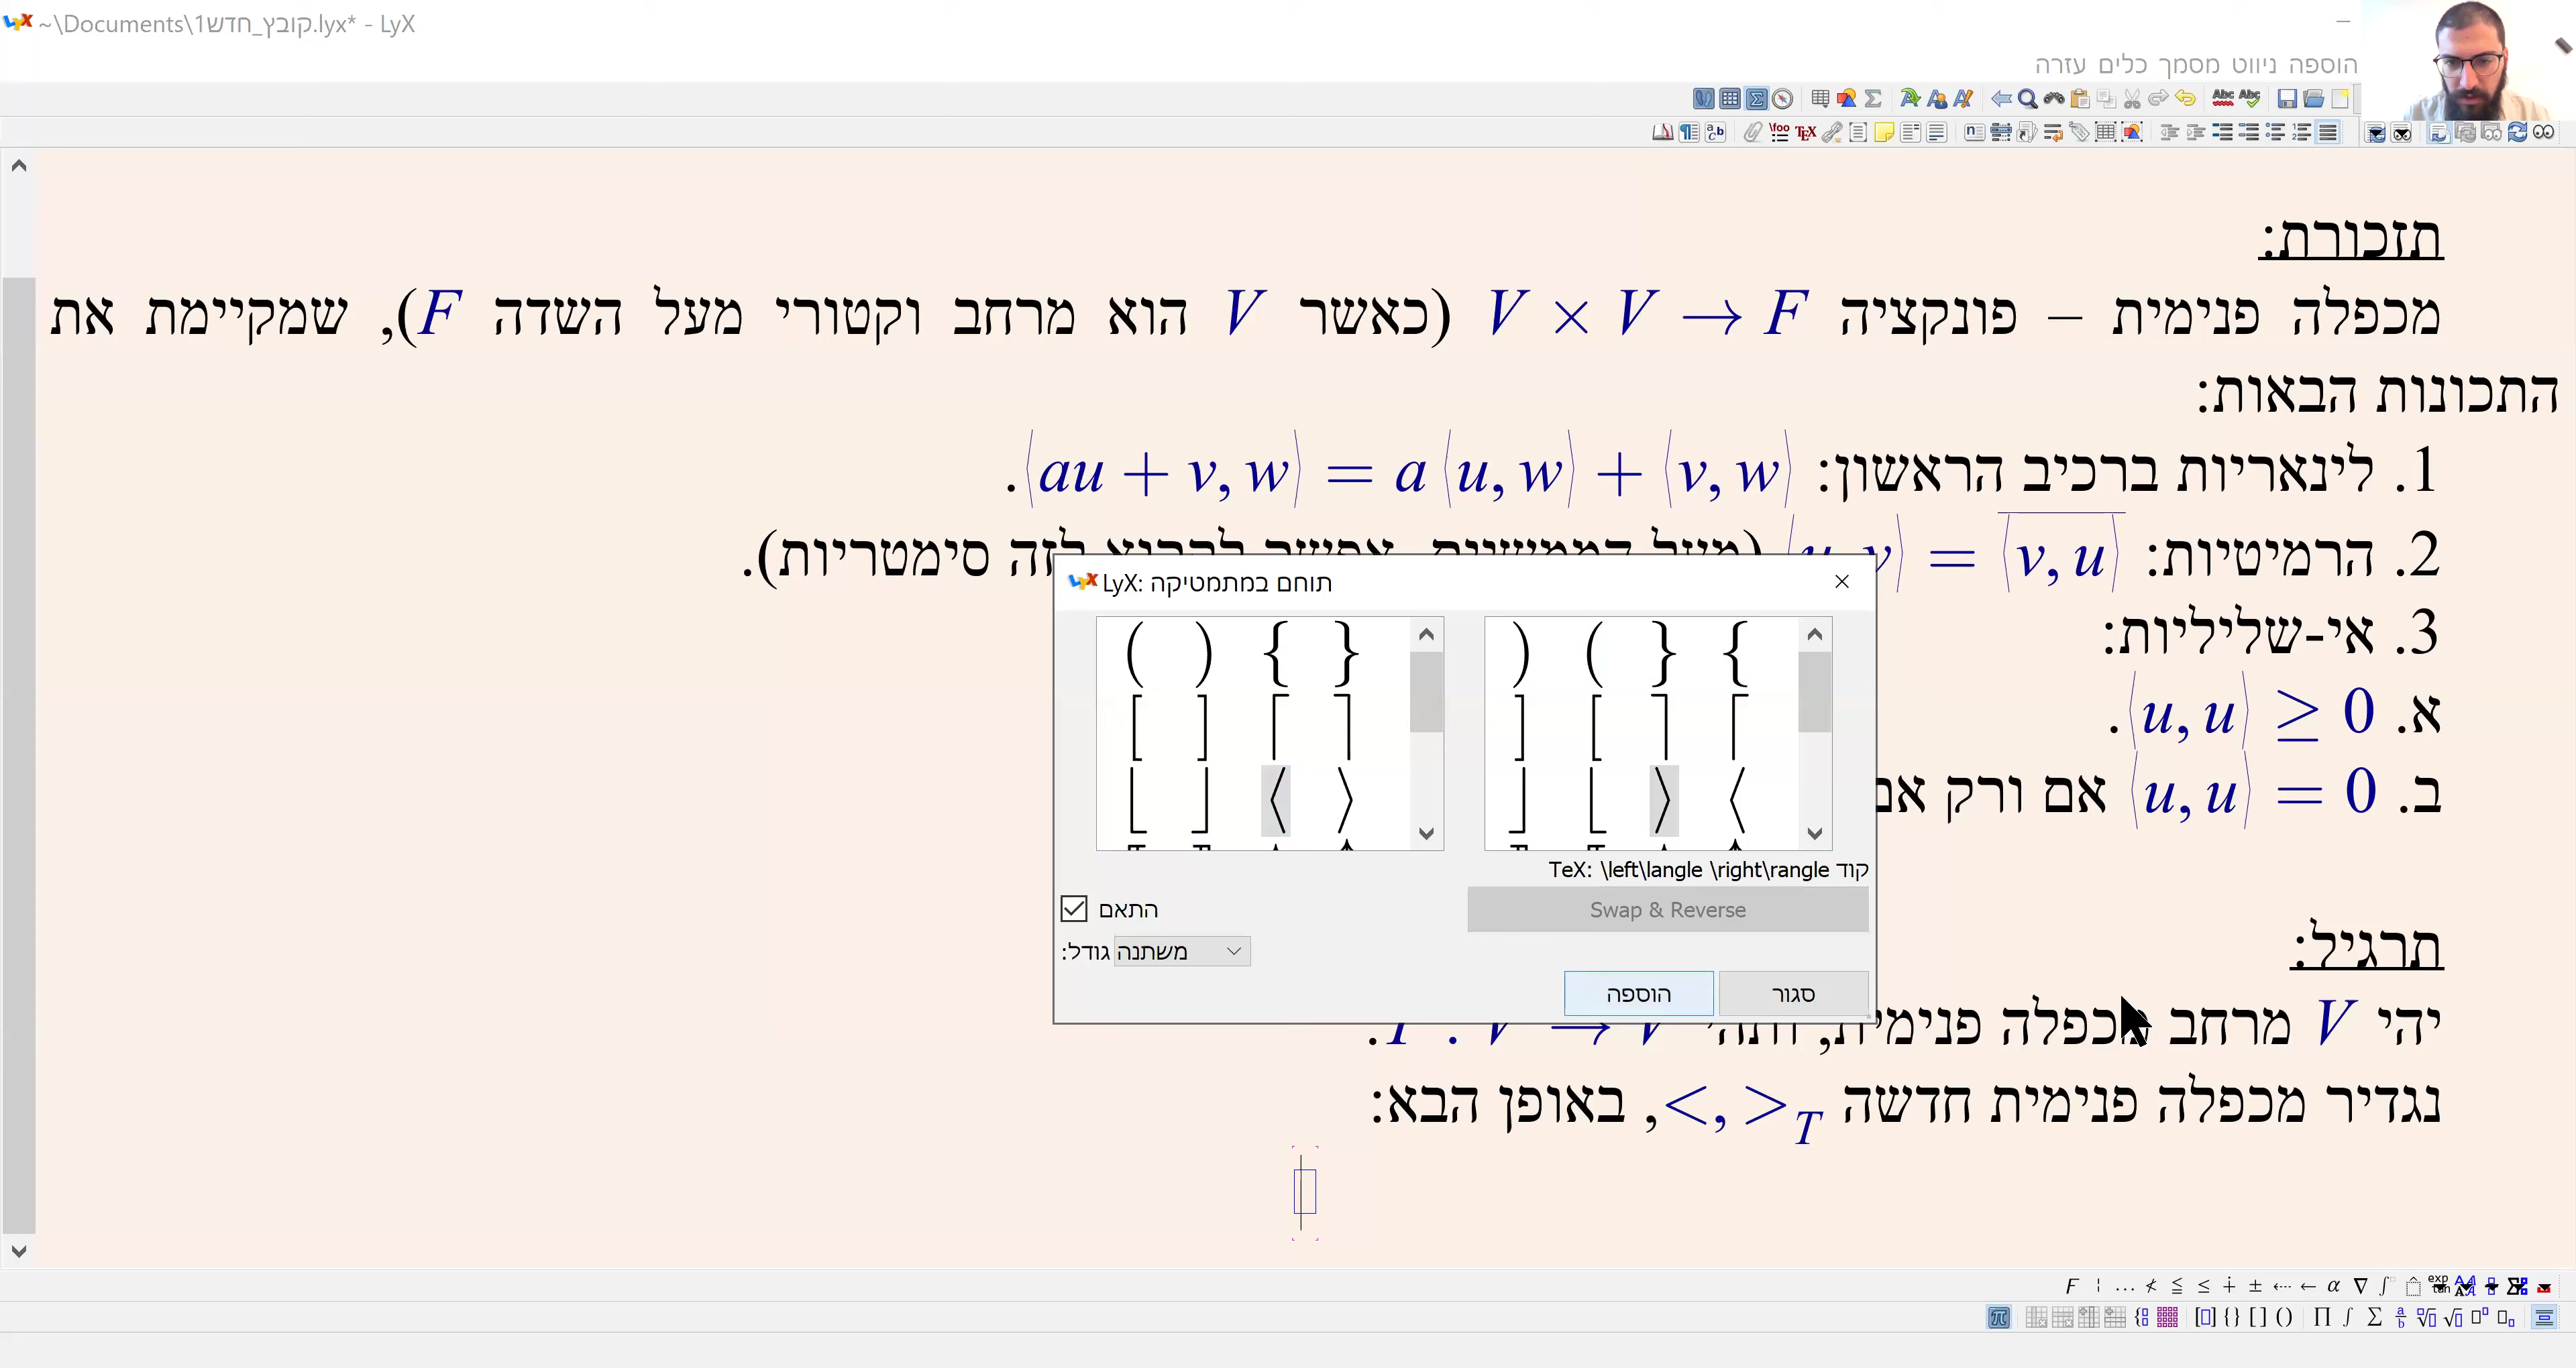 ~\Documents\קובץ_חדש1.lyx* - LyX
הוספה ניווט מסמך כלים עזרה
תזכורת:
מכפלה פנימית – פונקציה V × V → F (כאשר V הוא מרחב וקטורי מעל השדה F), שמקיימת את
התכונות הבאות:
1. לינאריות ברכיב הראשון: ⟨au + v, w⟩ = a ⟨u, w⟩ + ⟨v, w⟩.
2. הרמיטיות: ⟨u, v⟩ = \overline{⟨v, u⟩} (מעל הממשיים, אפשר לקרוא לזה סימטריות).
3. אי-שליליות:
א. ⟨u, u⟩ ≥ 0.
ב. ⟨u, u⟩ = 0 אם ורק אם
LyX: תוחם במתמטיקה
( ) { }
[ ] ⌈ ⌉
⌊ ⌋ ⟨ ⟩
) ( } {
] [ ⌉ ⌈
⌋ ⌊ ⟩ ⟨
קוד TeX: \left\langle \right\rangle
התאם
Swap & Reverse
גודל: משתנה
הוספה
סגור
תרגיל:
יהי V מרחב מכפלה פנימית, ותהי T : V → V.
נגדיר מכפלה פנימית חדשה <, >_T, באופן הבא: